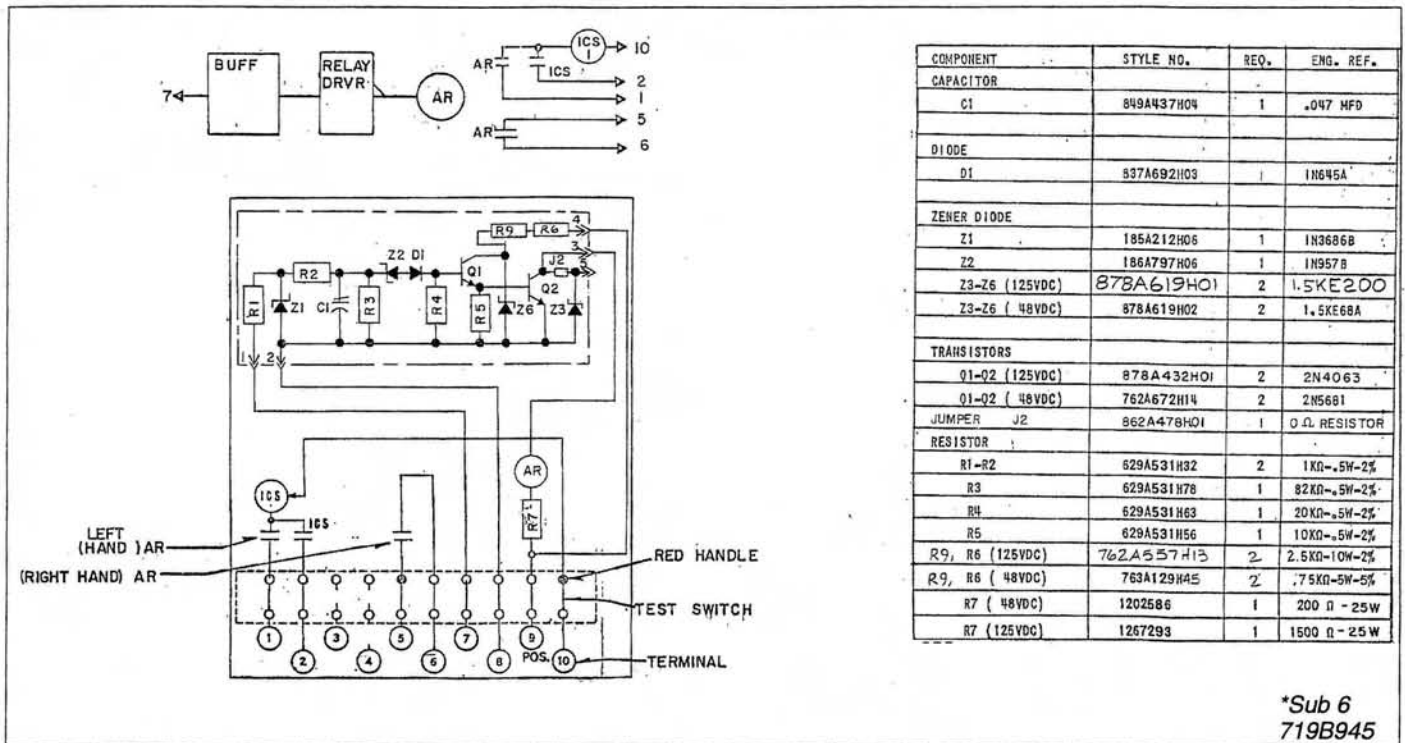 BUFF
RELAY
DRVR
AR
7
AR
ICS
1
ICS
10
2
1
AR
5
6
R9
R6
4
3
5
Z2 D1
J2
R2
Q1
Q2
R1
Z1
C1
R3
R4
R5
Z6
Z3
1
2
AR
ICS
ICS
R7
LEFT
(HAND ) AR
(RIGHT HAND) AR
RED HANDLE
TEST SWITCH
1
2
3
4
5
6
7
8
9
POS.
10
TERMINAL
COMPONENT STYLE NO. REQ. ENG. REF.
CAPACITOR
C1 849A437H04 1 .047 MFD
DIODE
D1 837A692H03 1 1N645A
ZENER DIODE
Z1 185A212H06 1 1N3686B
Z2 186A797H06 1 1N957B
Z3-Z6 (125VDC) 878A619H01 2 1.5KE200
Z3-Z6 ( 48VDC) 878A619H02 2 1.5KE68A
TRANSISTORS
Q1-Q2 (125VDC) 878A432H01 2 2N4063
Q1-Q2 ( 48VDC) 762A672H14 2 2N5681
JUMPER J2 862A478H01 1 0 Ω RESISTOR
RESISTOR
R1-R2 629A531H32 2 1KΩ-.5W-2%
R3 629A531H78 1 82KΩ-.5W-2%
R4 629A531H63 1 20KΩ-.5W-2%
R5 629A531H56 1 10KΩ-.5W-2%
R9, R6 (125VDC) 762A557H13 2 2.5KΩ-10W-2%
R9, R6 ( 48VDC) 763A129H45 2 .75KΩ-5W-5%
R7 ( 48VDC) 1202586 1 200 Ω - 25W
R7 (125VDC) 1267293 1 1500 Ω - 25W
*Sub 6
719B945